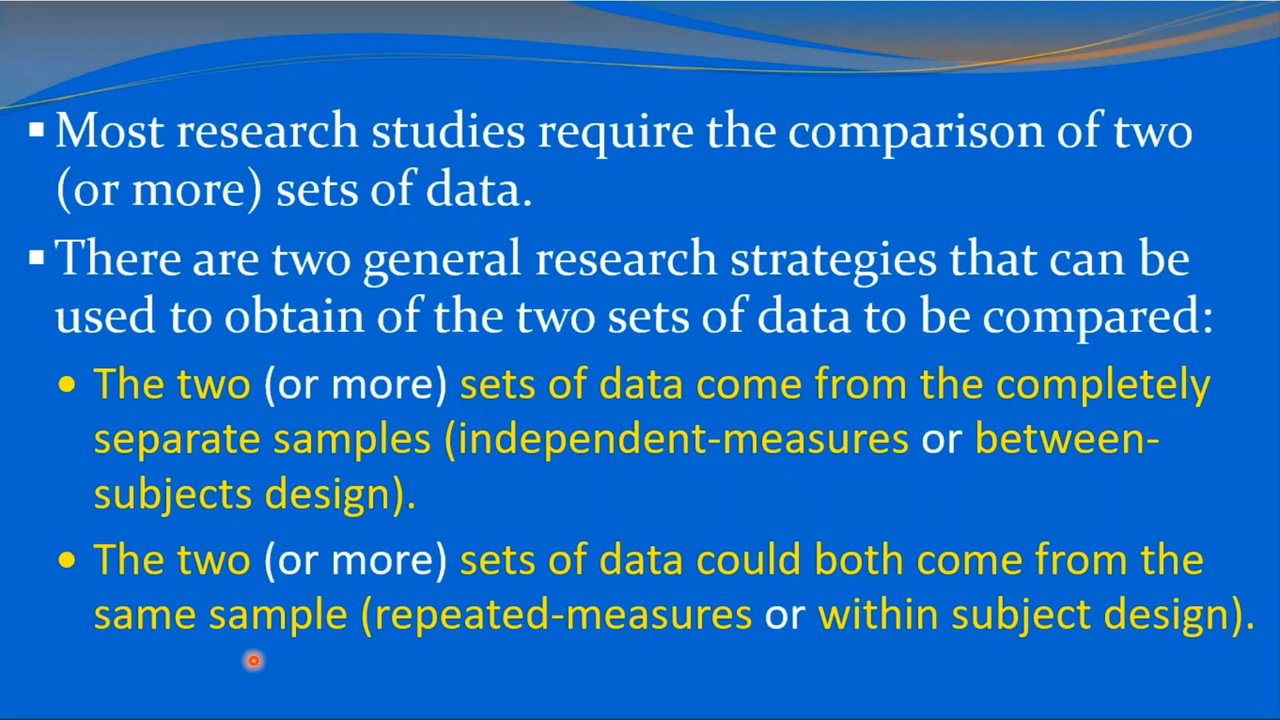 ▪ Most research studies require the comparison of two
(or more) sets of data.
▪ There are two general research strategies that can be
used to obtain of the two sets of data to be compared:
• The two (or more) sets of data come from the completely
separate samples (independent-measures or between-
subjects design).
• The two (or more) sets of data could both come from the
same sample (repeated-measures or within subject design).